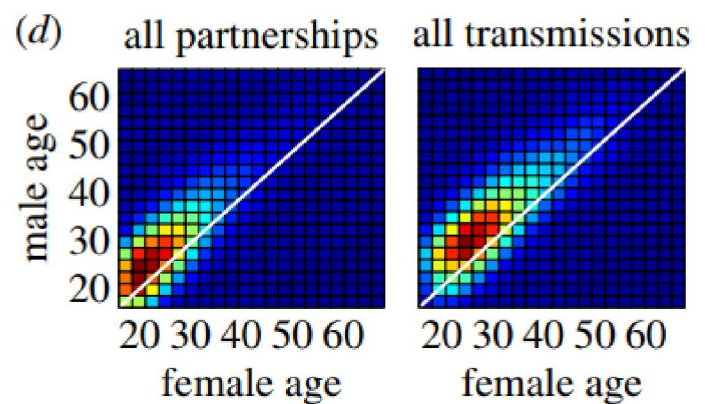 (d) all partnerships all transmissions
male age
60
50
40
30
20
20 30 40 50 60 20 30 40 50 60
female age female age